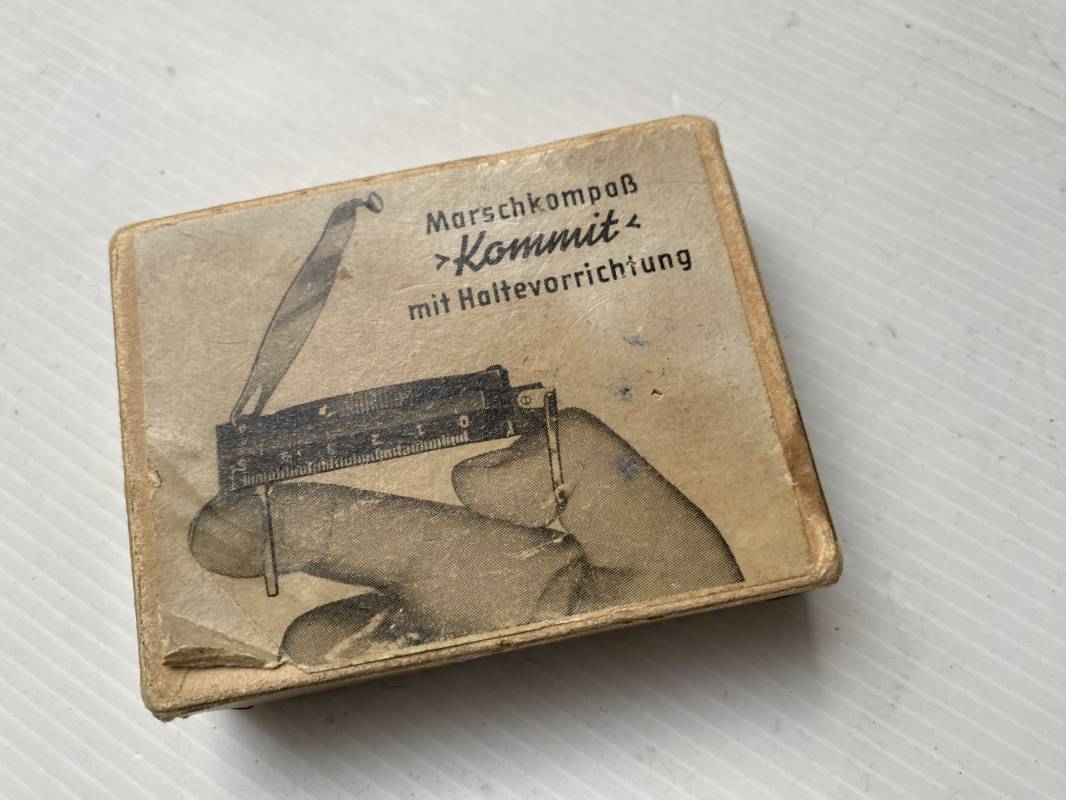 Marschkompaß
>Kommit<
mit Haltevorrichtung